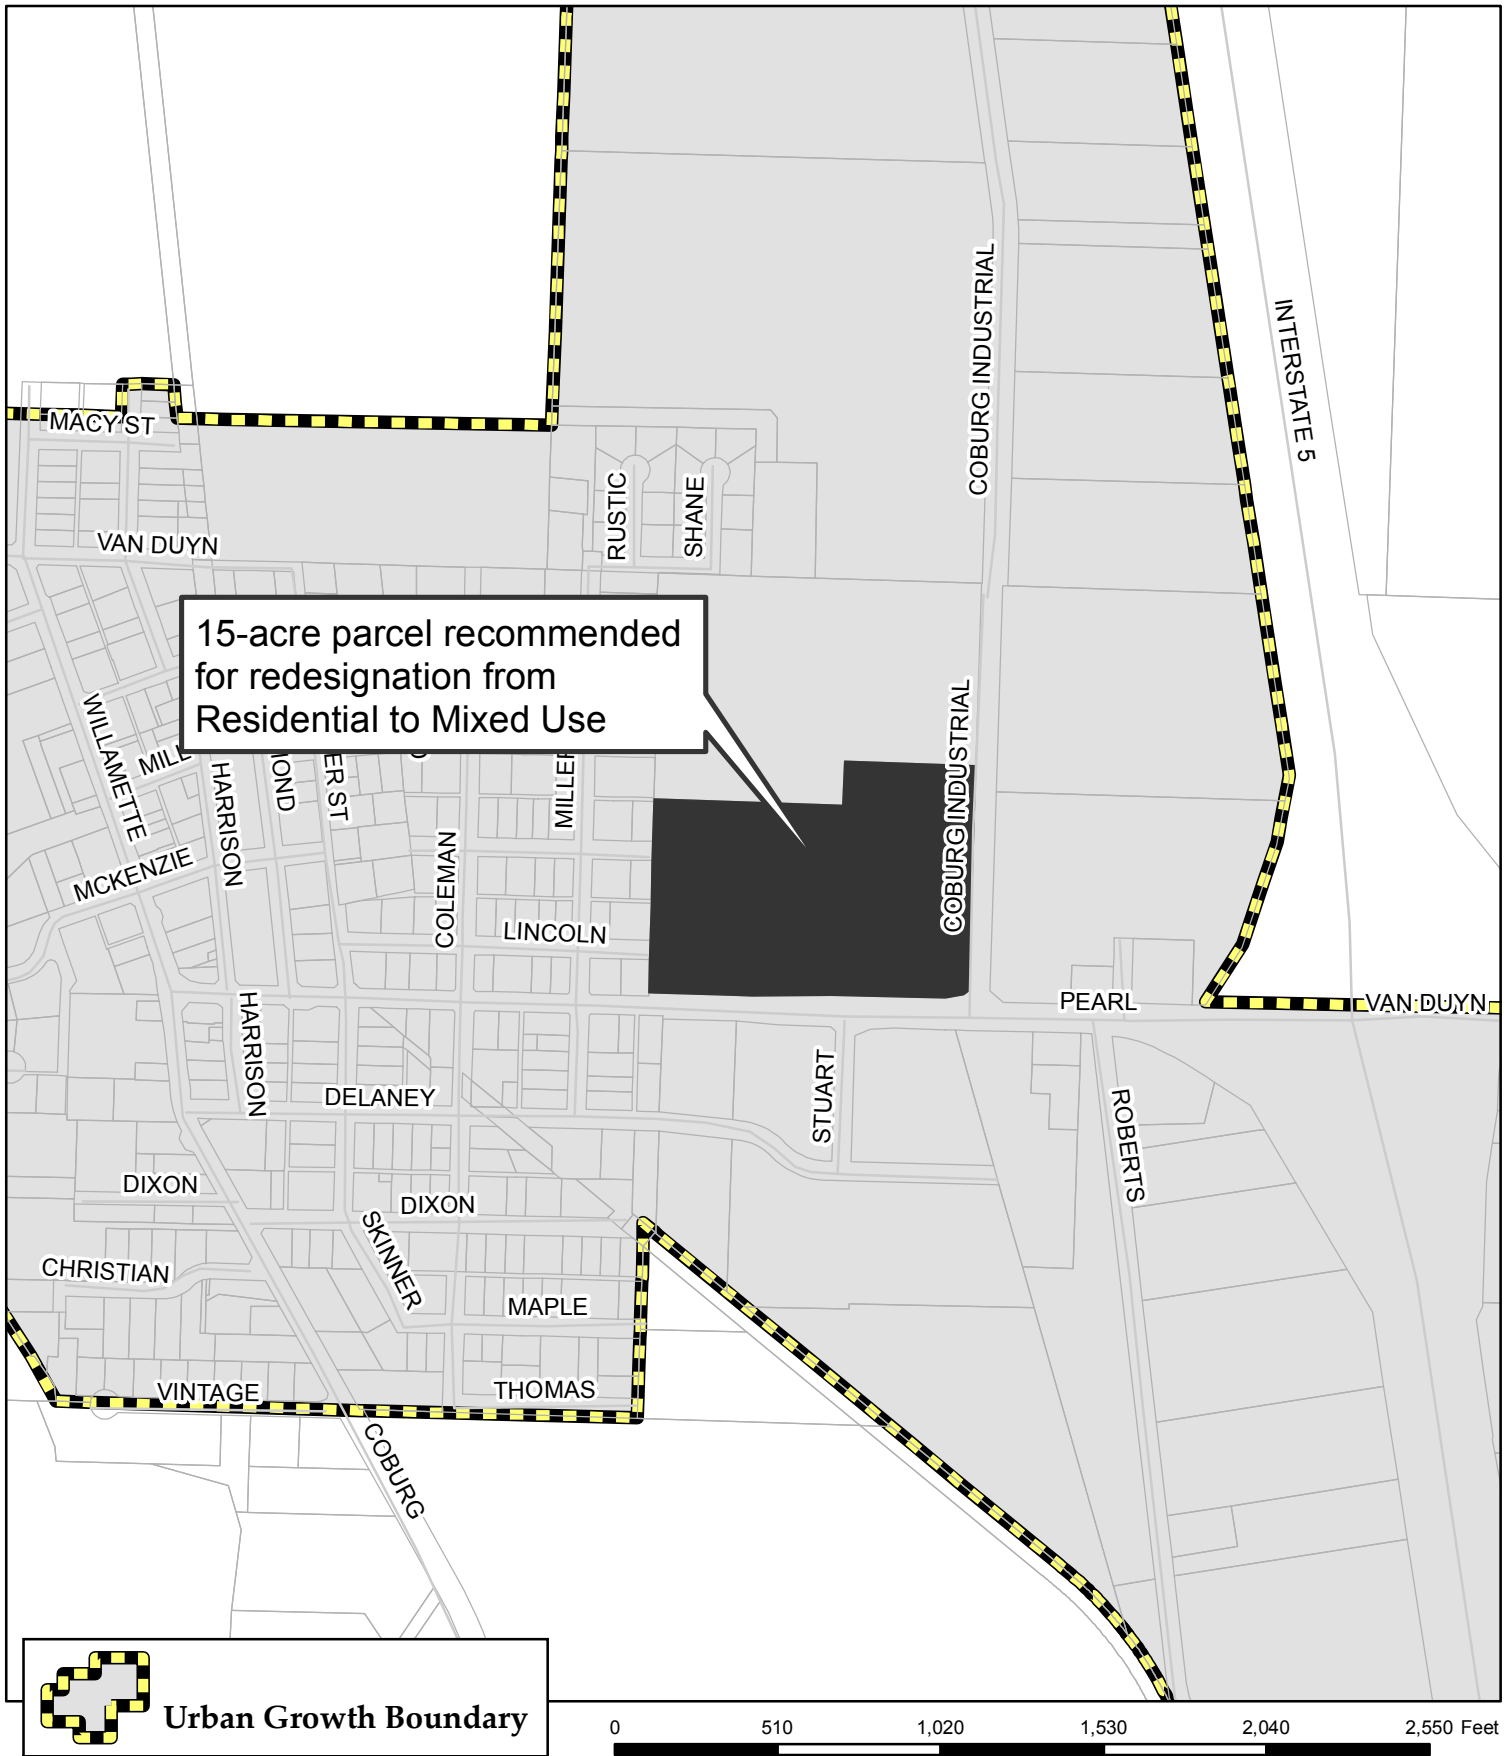 COBURG INDUSTRIAL
INTERSTATE 5
MACY ST
RUSTIC
SHANE
VAN DUYN
15-acre parcel recommended
for redesignation from
Residential to Mixed Use
WILLAMETTE
MILL
HARRISON
MOND
ER ST
MILLER
COBURG INDUSTRIAL
MCKENZIE
COLEMAN
LINCOLN
HARRISON
PEARL
VAN DUYN
DELANEY
STUART
ROBERTS
DIXON
DIXON
SKINNER
CHRISTIAN
MAPLE
VINTAGE
THOMAS
COBURG
Urban Growth Boundary
0 510 1,020 1,530 2,040 2,550 Feet